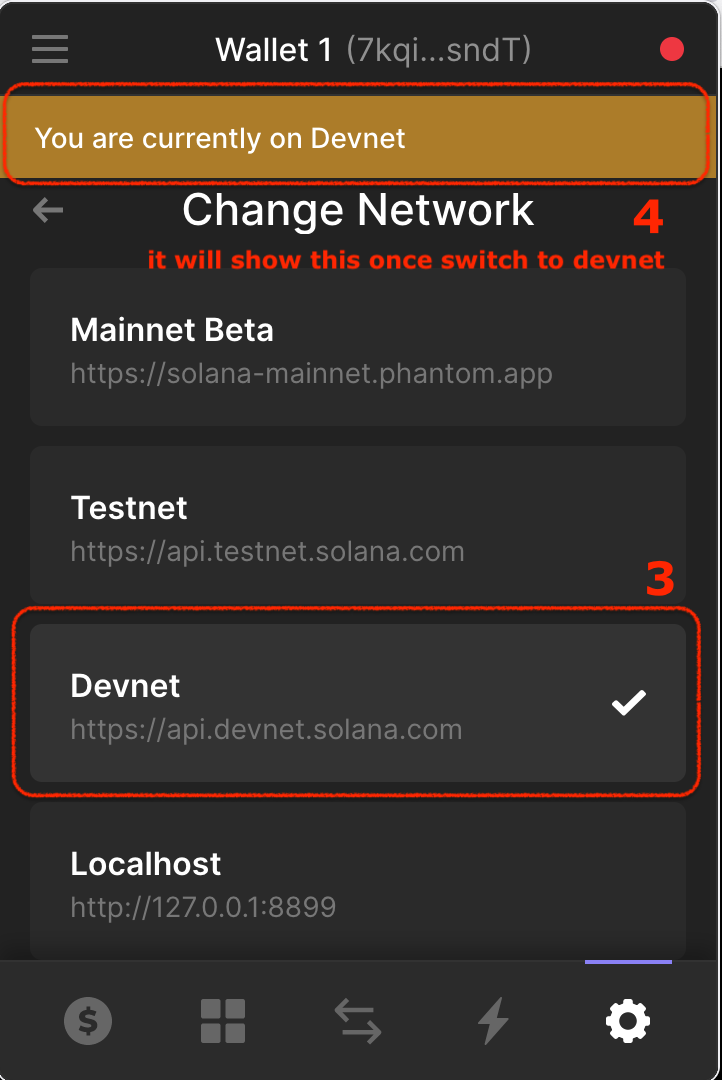 Wallet 1 (7kqi...sndT)
You are currently on Devnet
Change Network
4
it will show this once switch to devnet
Mainnet Beta
https://solana-mainnet.phantom.app
Testnet
https://api.testnet.solana.com
3
Devnet
https://api.devnet.solana.com
Localhost
http://127.0.0.1:8899
$